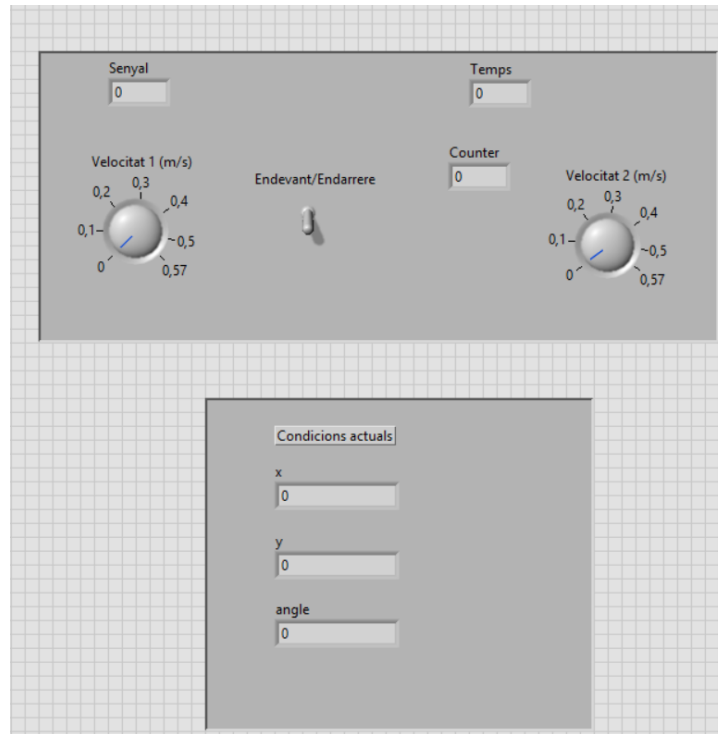 Senyal
0
Temps
0
Velocitat 1 (m/s)
0
0,1
0,2
0,3
0,4
0,5
0,57
Endevant/Endarrere
Counter
0
Velocitat 2 (m/s)
0
0,1
0,2
0,3
0,4
0,5
0,57
Condicions actuals
x
0
y
0
angle
0